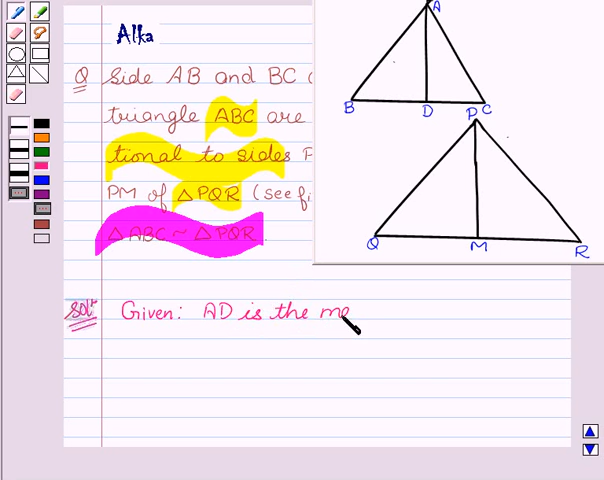 Alka
Q Side AB and BC
triangle ABC are
tional to sides P
PM of △PQR (see fi
△ABC ~ △PQR.
Solⁿ Given: AD is the me
A
B D C
P
Q M R